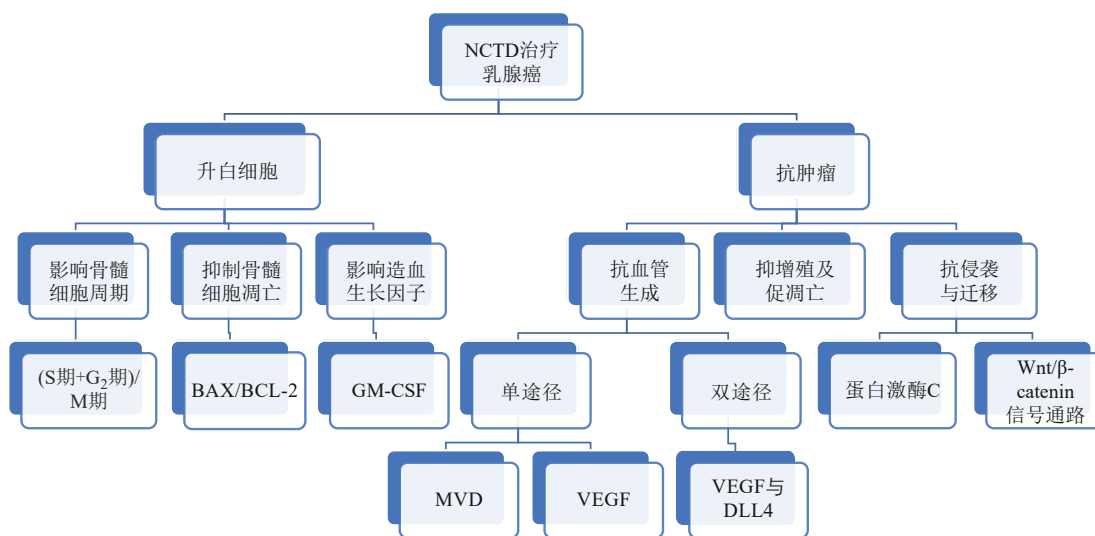 NCTD治疗
乳腺癌
升白细胞
抗肿瘤
影响骨髓
细胞周期
抑制骨髓
细胞凋亡
影响造血
生长因子
抗血管
生成
抑增殖及
促凋亡
抗侵袭
与迁移
(S期+G₂期)/
M期
BAX/BCL-2
GM-CSF
单途径
双途径
蛋白激酶C
Wnt/β-
catenin
信号通路
MVD
VEGF
VEGF与
DLL4